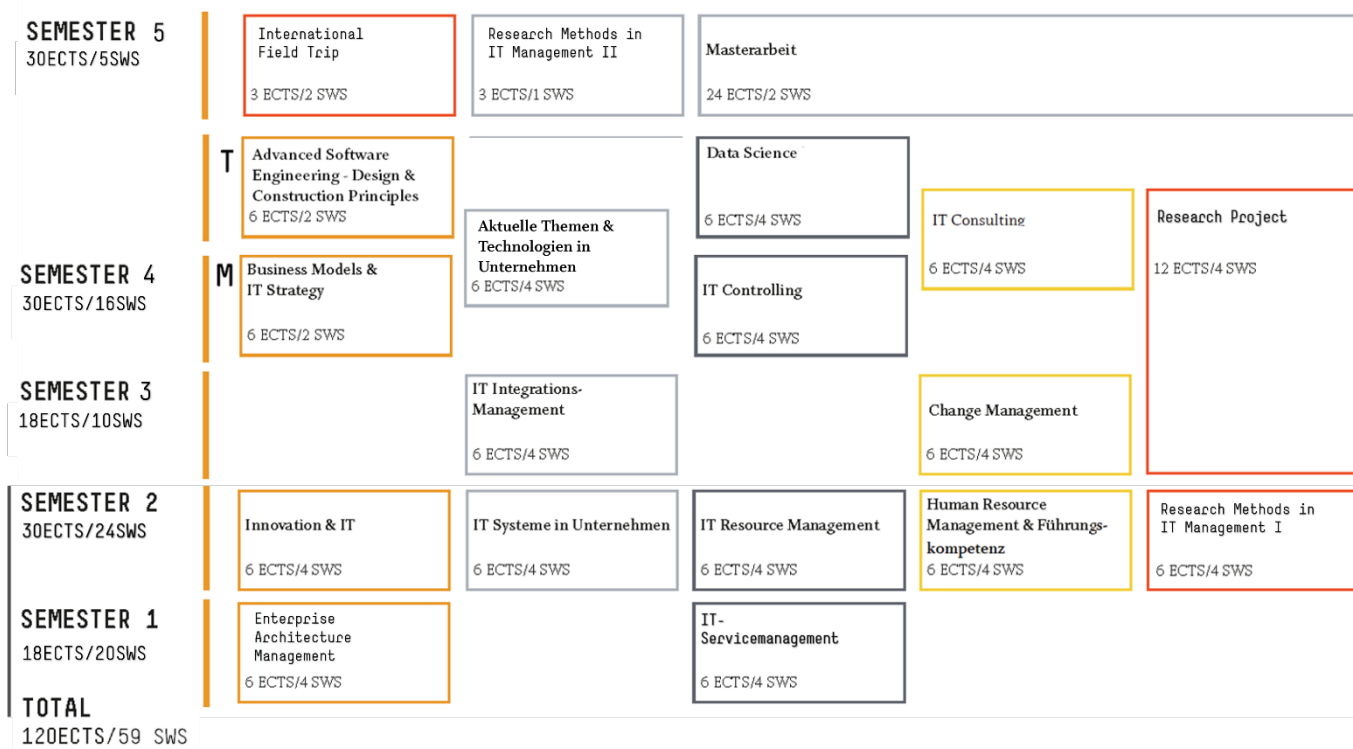 SEMESTER 5
30ECTS/5SWS
International
Field Trip
3 ECTS/2 SWS
Research Methods in
IT Management II
3 ECTS/1 SWS
Masterarbeit
24 ECTS/2 SWS
T
Advanced Software
Engineering - Design &
Construction Principles
6 ECTS/2 SWS
Aktuelle Themen &
Technologien in
Unternehmen
6 ECTS/4 SWS
Data Science
6 ECTS/4 SWS
IT Consulting
6 ECTS/4 SWS
Research Project
12 ECTS/4 SWS
SEMESTER 4
30ECTS/16SWS
M
Business Models &
IT Strategy
6 ECTS/2 SWS
IT Controlling
6 ECTS/4 SWS
SEMESTER 3
18ECTS/10SWS
IT Integrations-
Management
6 ECTS/4 SWS
Change Management
6 ECTS/4 SWS
SEMESTER 2
30ECTS/24SWS
Innovation & IT
6 ECTS/4 SWS
IT Systeme in Unternehmen
6 ECTS/4 SWS
IT Resource Management
6 ECTS/4 SWS
Human Resource
Management & Führungs-
kompetenz
6 ECTS/4 SWS
Research Methods in
IT Management I
6 ECTS/4 SWS
SEMESTER 1
18ECTS/20SWS
Enterprise
Architecture
Management
6 ECTS/4 SWS
IT-
Servicemanagement
6 ECTS/4 SWS
TOTAL
120ECTS/59 SWS